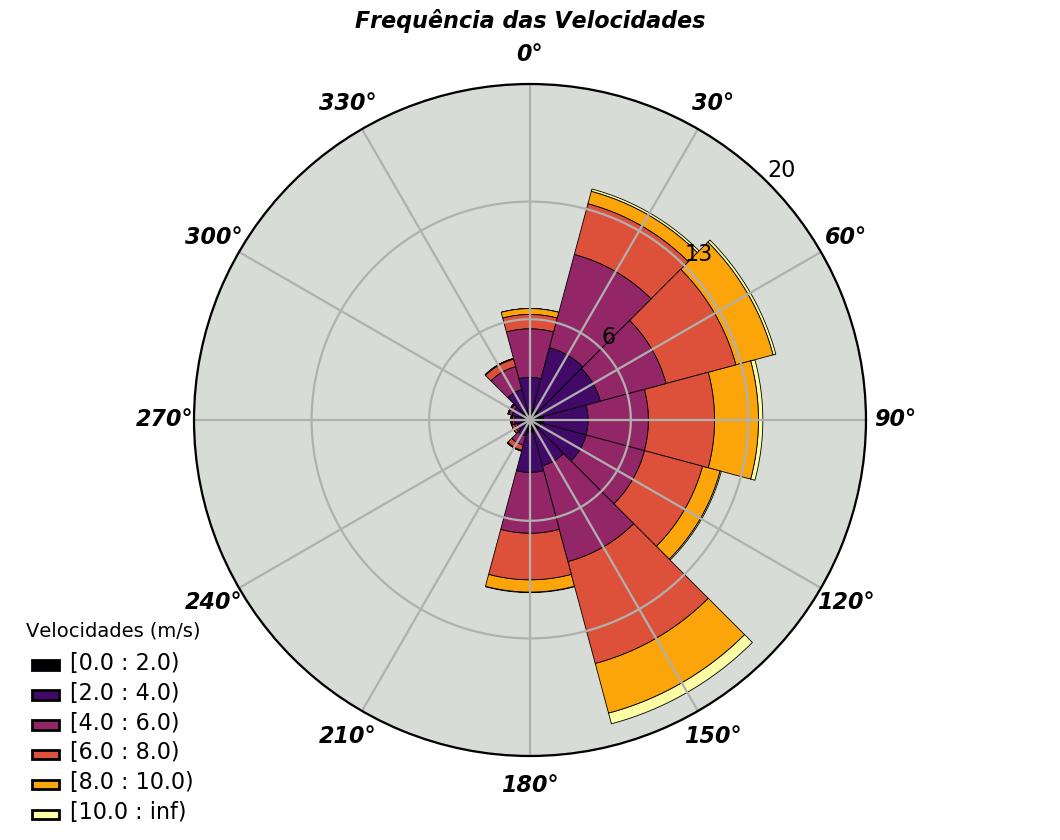 Frequência das Velocidades
0°
330°
30°
20
300°
60°
13
6
270°
90°
240°
120°
210°
150°
180°
Velocidades (m/s)
[0.0 : 2.0)
[2.0 : 4.0)
[4.0 : 6.0)
[6.0 : 8.0)
[8.0 : 10.0)
[10.0 : inf)